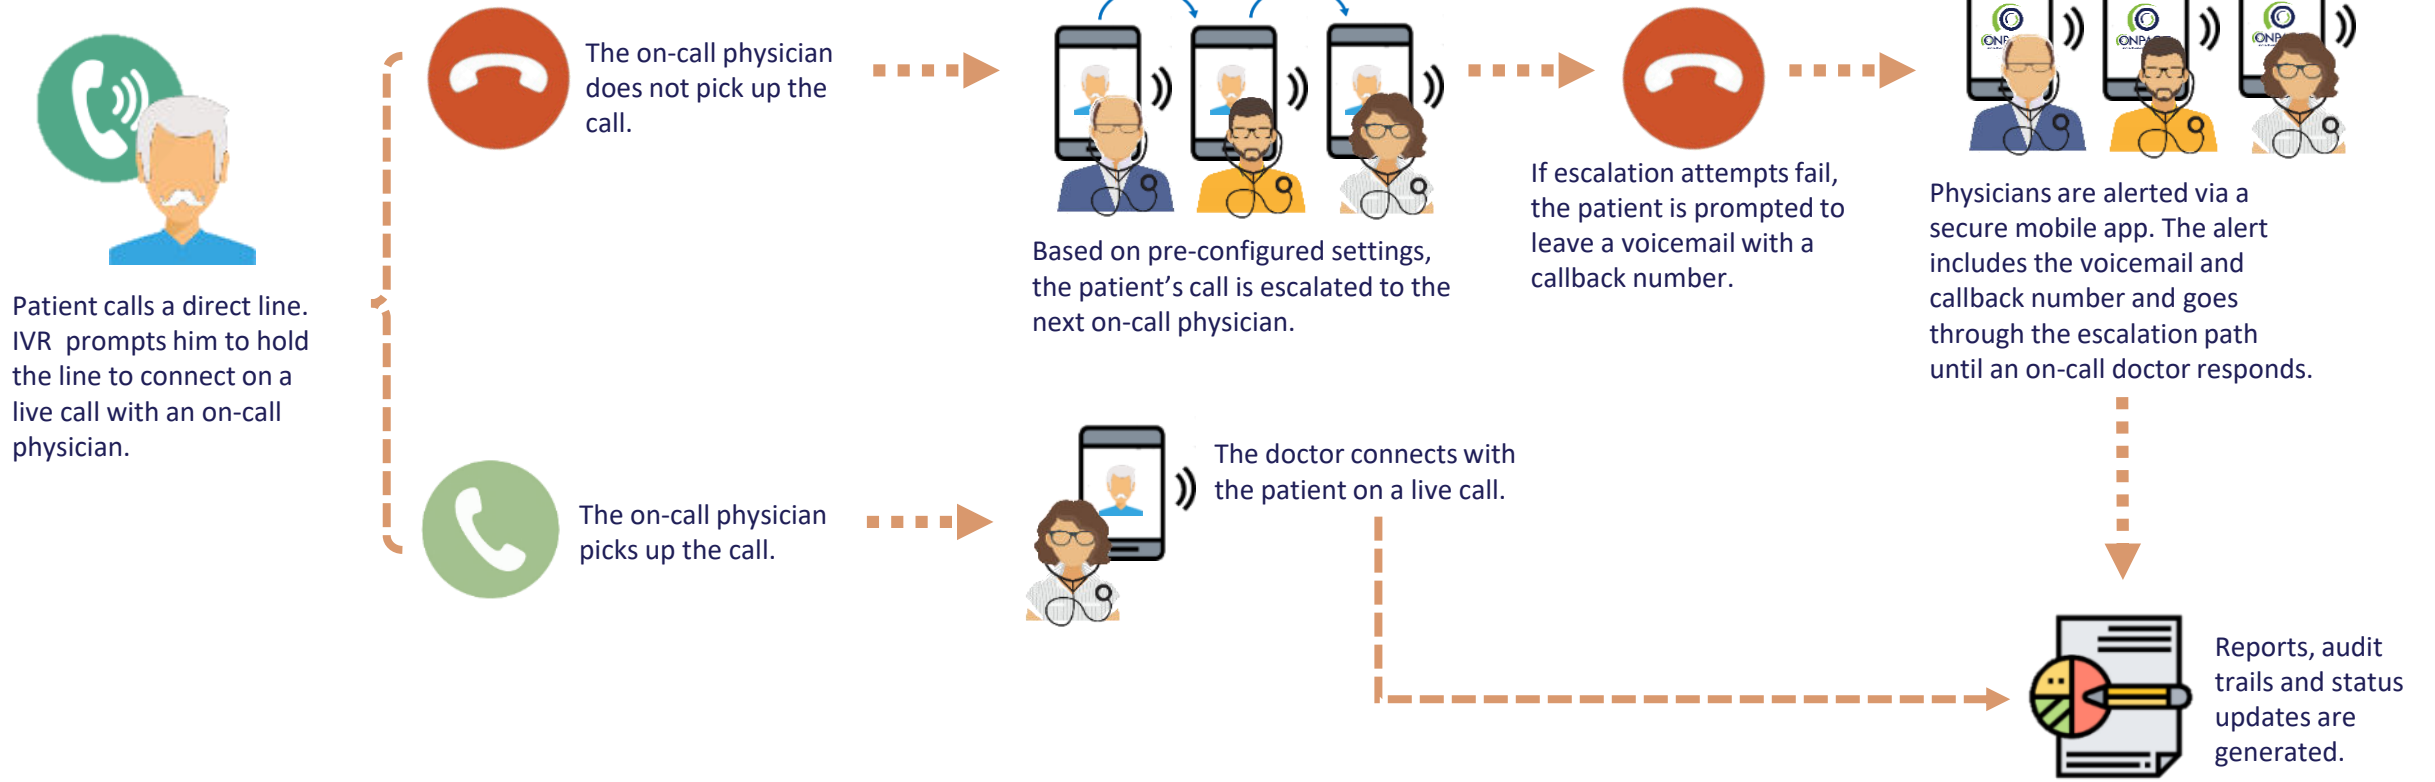 The on-call physician
does not pick up the
call.
Patient calls a direct line.
IVR prompts him to hold
the line to connect on a
live call with an on-call
physician.
Based on pre-configured settings,
the patient's call is escalated to the
next on-call physician.
If escalation attempts fail,
the patient is prompted to
leave a voicemail with a
callback number.
Physicians are alerted via a
secure mobile app. The alert
includes the voicemail and
callback number and goes
through the escalation path
until an on-call doctor responds.
The on-call physician
picks up the call.
The doctor connects with
the patient on a live call.
Reports, audit
trails and status
updates are
generated.